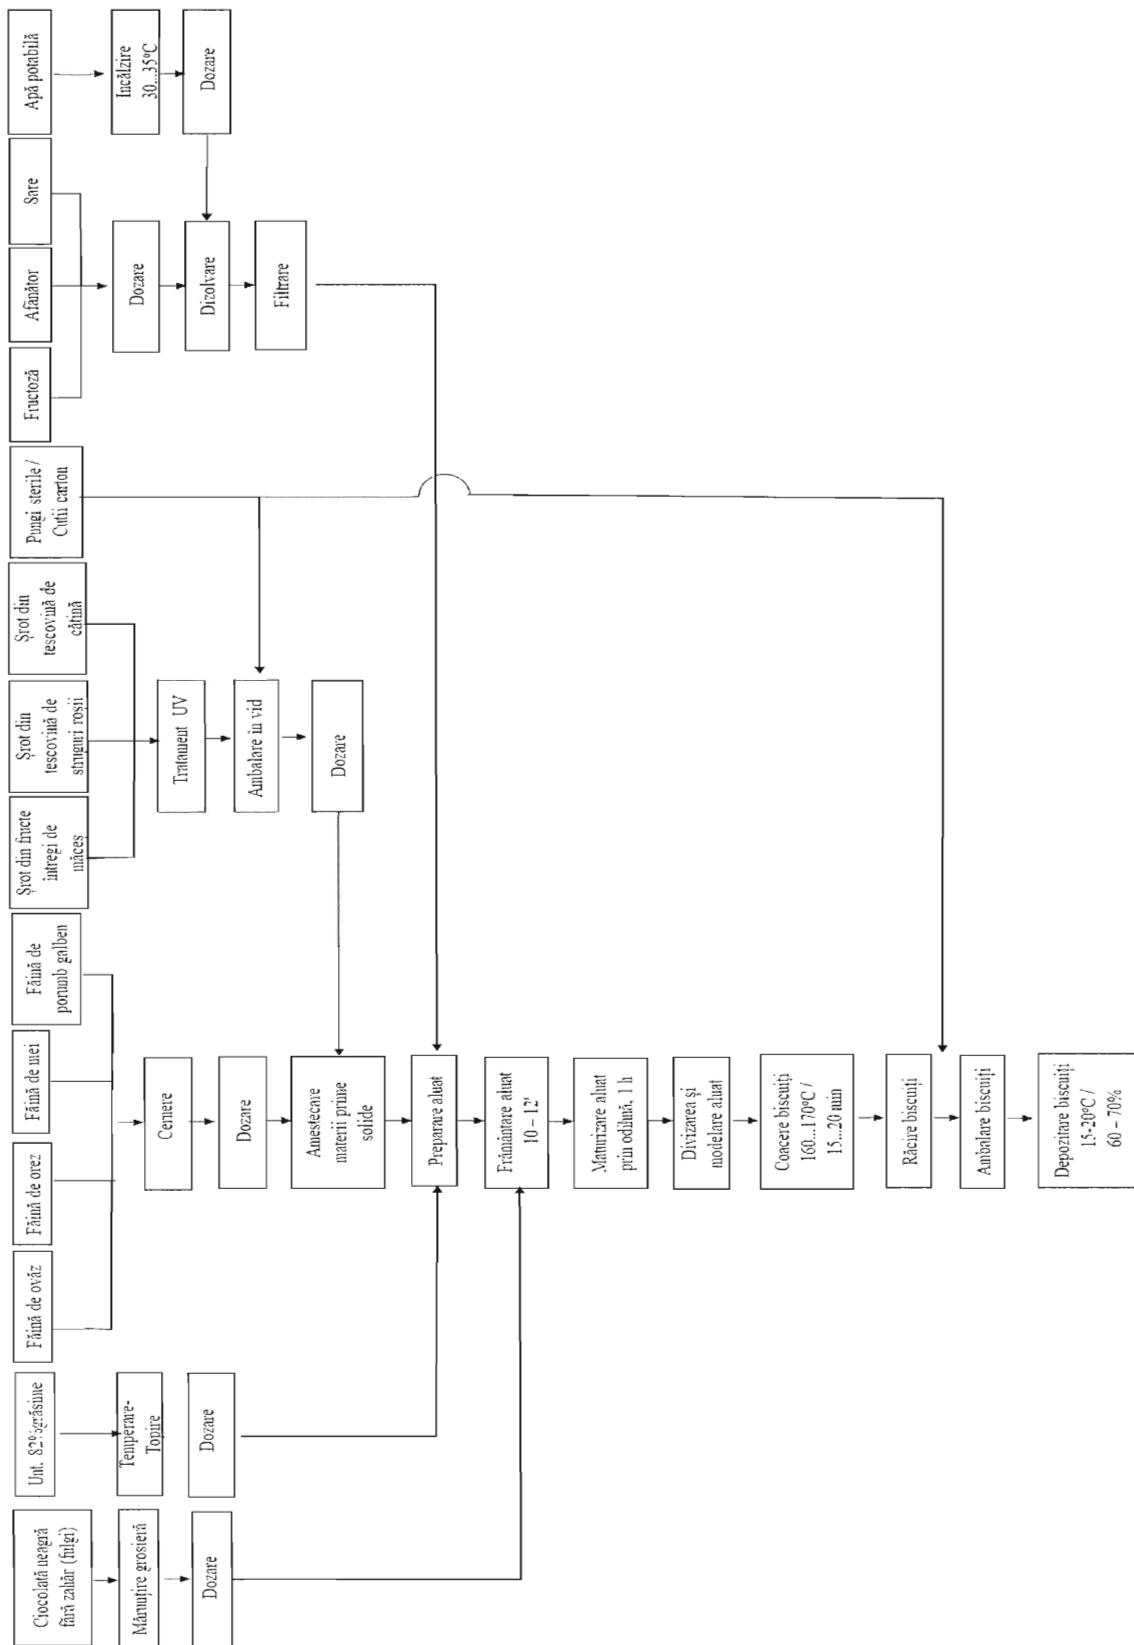 Ciocolată neagră
fără zahăr (fulgi)
Unt. 82%grăsime
Făină de ovăz
Făină de orez
Făină de mei
Făină de
porumb galben
Șrot din fructe
întregi de
măceș
Șrot din
tescovină de
struguri roșii
Șrot din
tescovină de
cătină
Pungi sterile /
Cutii carton
Fructoză
Afânător
Sare
Apă potabilă
Mărunțire grosieră
Temperare-
Topire
Cernere
Tratament UV
Dozare
Încălzire
30...35°C
Dozare
Dozare
Dozare
Ambalare în vid
Dizolvare
Dozare
Amestecare
materii prime
solide
Dozare
Filtrare
Preparare aluat
Frământare aluat
10 – 12'
Maturizare aluat
prin odihnă, 1 h
Divizarea și
modelare aluat
Coacere biscuiți
160...170°C /
15...20 min
Răcire biscuiți
Ambalare biscuiți
Depozitare biscuiți
15-20°C /
60 – 70%